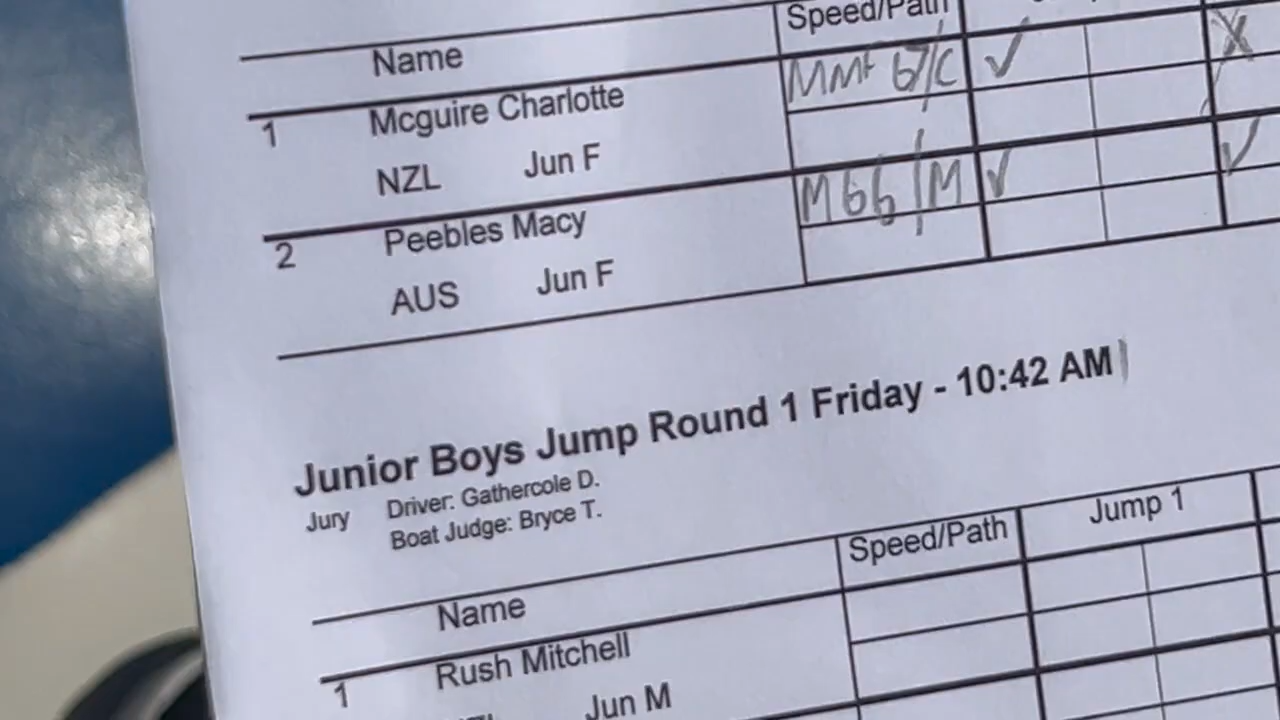 Speed/Path
Name
1 Mcguire Charlotte
NZL Jun F
M 66/M ✓ ✓
2 Peebles Macy
AUS Jun F
Junior Boys Jump Round 1 Friday - 10:42 AM
Jury Driver: Gathercole D.
Boat Judge: Bryce T.
Speed/Path Jump 1
Name
1 Rush Mitchell
Jun M